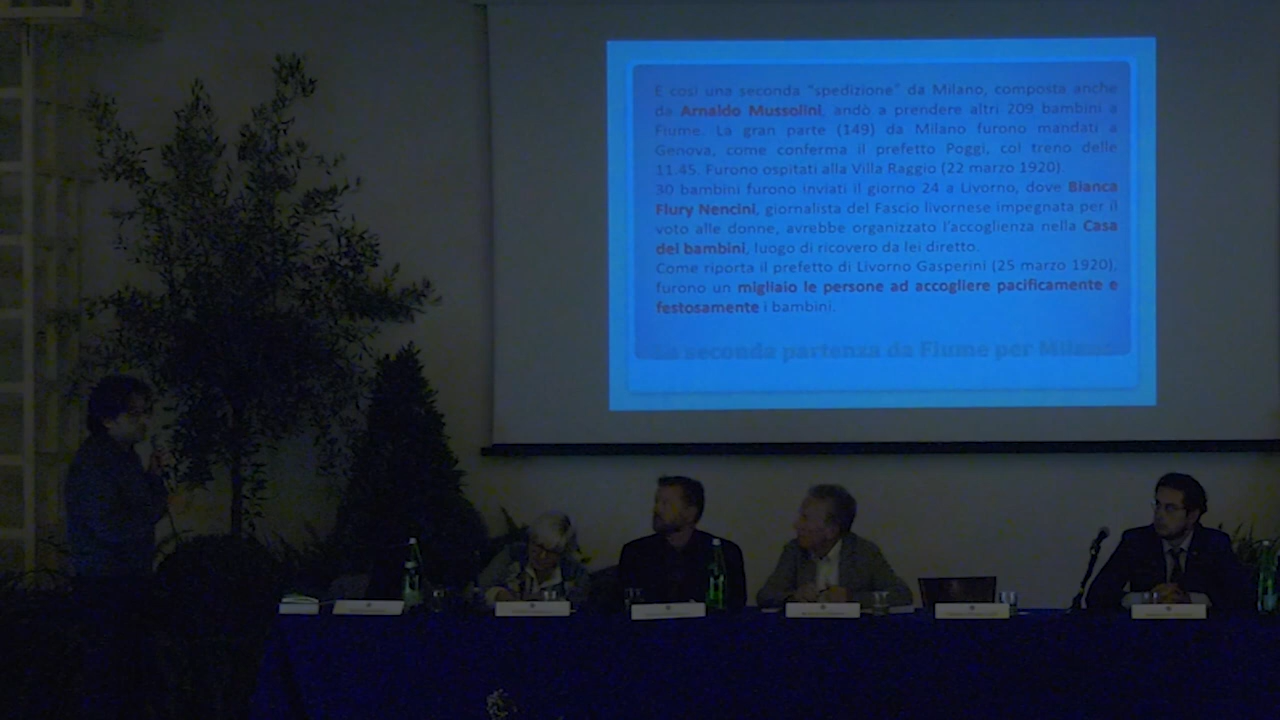 E così una seconda "spedizione" da Milano, composta anche
da Arnaldo Mussolini, andò a prendere altri 209 bambini a
Fiume. La gran parte (149) da Milano furono mandati a
Genova, come conferma il prefetto Poggi, col treno delle
11.45. Furono ospitati alla Villa Raggio (22 marzo 1920).
30 bambini furono inviati il giorno 24 a Livorno, dove Bianca
Flury Nencini, giornalista del Fascio livornese impegnata per il
voto alle donne, avrebbe organizzato l'accoglienza nella Casa
dei bambini, luogo di ricovero da lei diretto.
Come riporta il prefetto di Livorno Gasperini (25 marzo 1920),
furono un migliaio le persone ad accogliere pacificamente e
festosamente i bambini.
La seconda partenza da Fiume per Milano